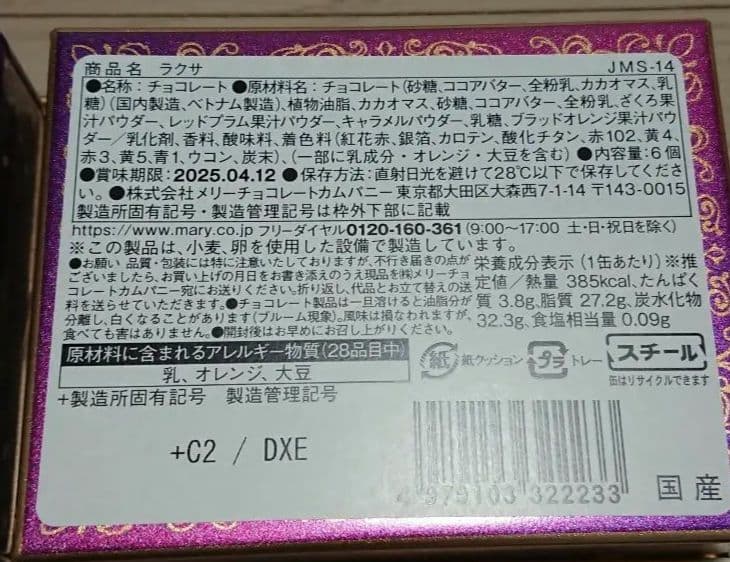 商品名 ラクサ JMS-14
●名称:チョコレート ●原材料名:チョコレート(砂糖、ココアバター、全粉乳、カカオマス、乳
糖)(国内製造、ベトナム製造)、植物油脂、カカオマス、砂糖、ココアバター、全粉乳、ざくろ果
汁パウダー、レッドプラム果汁パウダー、キャラメルパウダー、乳糖、ブラッドオレンジ果汁パウ
ダー/乳化剤、香料、酸味料、着色料(紅花赤、銀箔、カロテン、酸化チタン、赤102、黄4、
赤3、黄5、青1、ウコン、炭末)、(一部に乳成分・オレンジ・大豆を含む) ●内容量:6個
●賞味期限:2025.04.12 ●保存方法:直射日光を避けて28℃以下で保存してくださ
い。●株式会社メリーチョコレートカムパニー 東京都大田区大森西7-1-14 〒143-0015
製造所固有記号・製造管理記号は枠外下部に記載
https://www.mary.co.jp フリーダイヤル0120-160-361(9:00〜17:00 土・日・祝日を除く)
※この製品は、小麦、卵を使用した設備で製造しています。
●お願い 品質・包装には特に注意いたしておりますが、不行き届きの点が
ございましたら、お買い上げの月日をお書き添えのうえ現品を㈱メリーチョ
コレートカムパニー宛にお送りください。折り返し、代品とお立て替えの送
料を送らせていただきます。●チョコレート製品は一旦溶けると油脂分が
分離し、白くなることがあります(ブルーム現象)。風味は損なわれますが、
食べても害はありません。●開封後はお早めにお召し上がりください。
栄養成分表示(1缶あたり)※推
定値/熱量 385kcal、たんぱく
質 3.8g、脂質 27.2g、炭水化物
32.3g、食塩相当量 0.09g
原材料に含まれるアレルギー物質(28品目中)
乳、オレンジ、大豆
紙 紙クッション プラ トレー スチール
缶はリサイクルできます
+製造所固有記号 製造管理記号
+C2 / DXE
4 979103 322233
国産